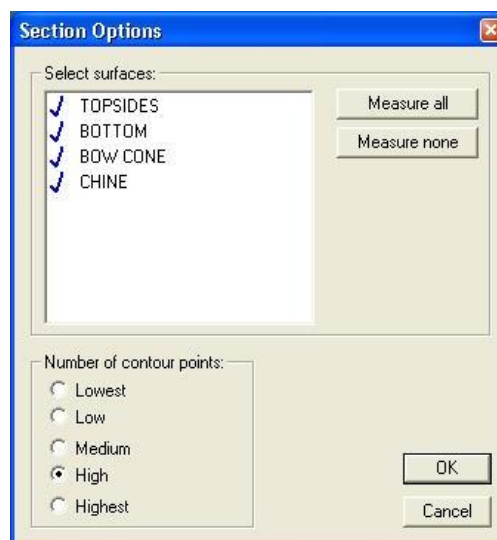 Section Options
Select surfaces:
TOPSIDES
BOTTOM
BOW CONE
CHINE
Measure all
Measure none
Number of contour points:
Lowest
Low
Medium
High
Highest
OK
Cancel